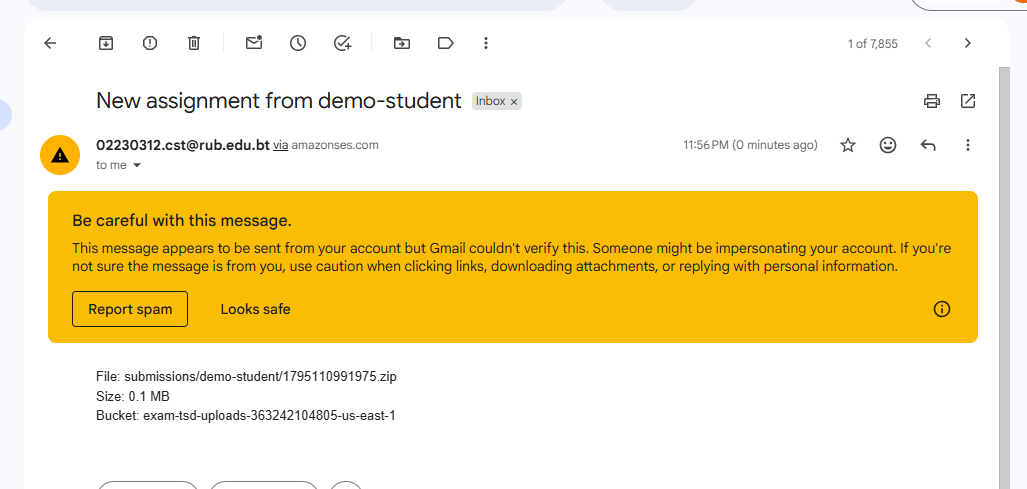 1 of 7,855
New assignment from demo-student Inbox ×
02230312.cst@rub.edu.bt via amazonses.com 11:56 PM (0 minutes ago)
to me
Be careful with this message.
This message appears to be sent from your account but Gmail couldn't verify this. Someone might be impersonating your account. If you're
not sure the message is from you, use caution when clicking links, downloading attachments, or replying with personal information.
Report spam Looks safe
File: submissions/demo-student/1795110991975.zip
Size: 0.1 MB
Bucket: exam-tsd-uploads-363242104805-us-east-1